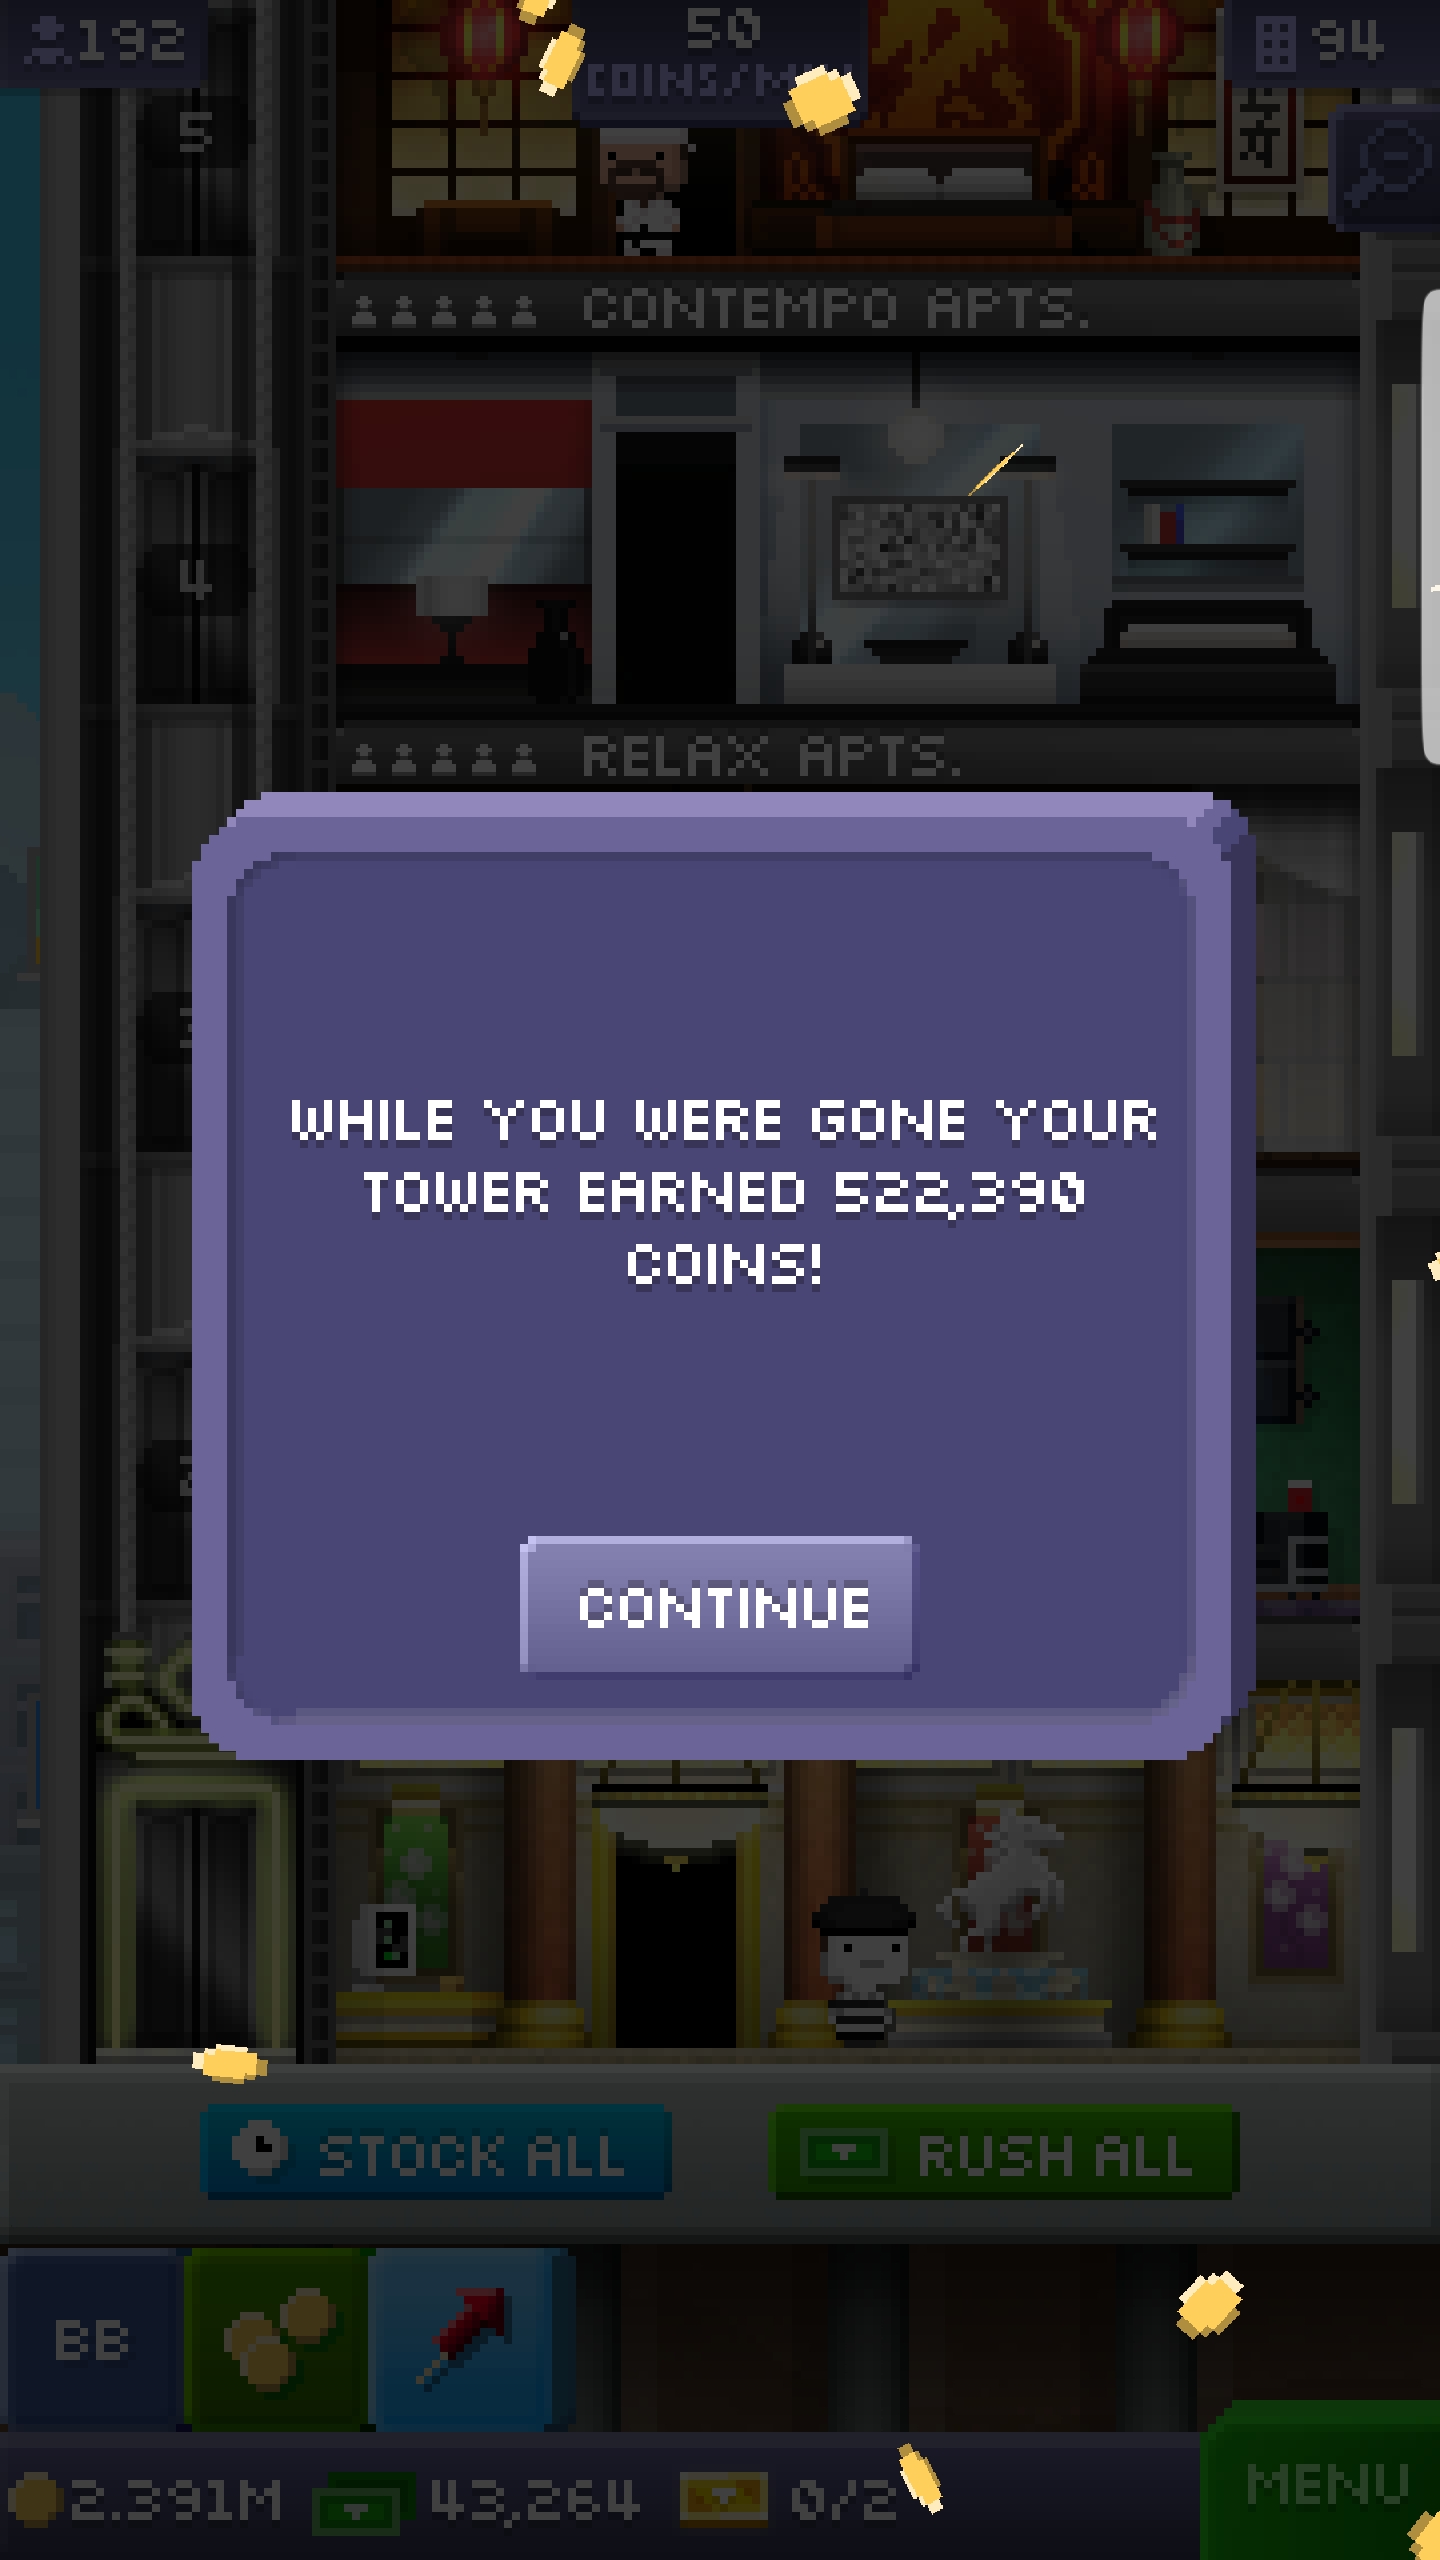 192
50
COINS/M
94
5
CONTEMPO APTS.
4
RELAX APTS.
WHILE YOU WERE GONE YOUR
TOWER EARNED 522,390
COINS!
CONTINUE
STOCK ALL
RUSH ALL
BB
2.391M
43,264
0/2
MENU